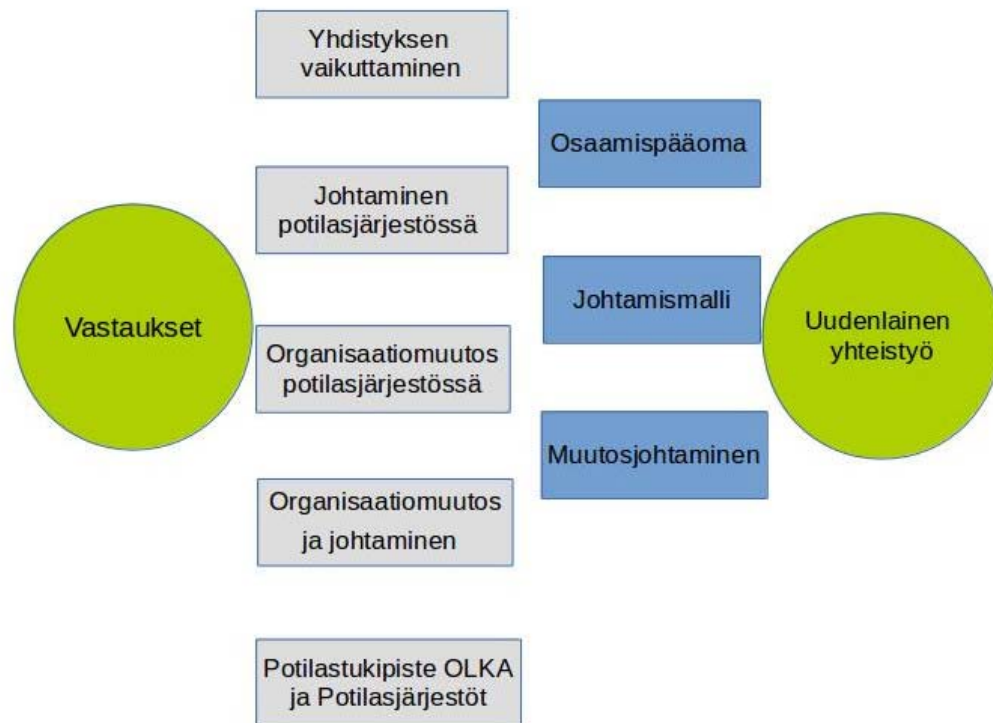 Vastaukset
Yhdistyksen
vaikuttaminen
Johtaminen
potilasjärjestössä
Organisaatiomuutos
potilasjärjestössä
Organisaatiomuutos
ja johtaminen
Potilastukipiste OLKA
ja Potilasjärjestöt
Osaamispääoma
Johtamismalli
Muutosjohtaminen
Uudenlainen
yhteistyö